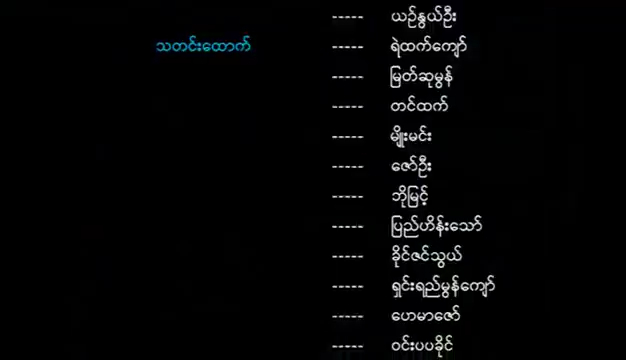 ----- ယဉ်နွယ်ဦး
သတင်းထောက် ----- ရဲထက်ကျော်
----- မြတ်ဆုမွန်
----- တင်ထက်
----- မျိုးမင်း
----- ဇော်ဦး
----- ဘိုမြင့်
----- ပြည်ဟိန်းသော်
----- ခိုင်ဇင်သွယ်
----- ရှင်းရည်မွန်ကျော်
----- ဟေမာဇော်
----- ဝင်းပပခိုင်